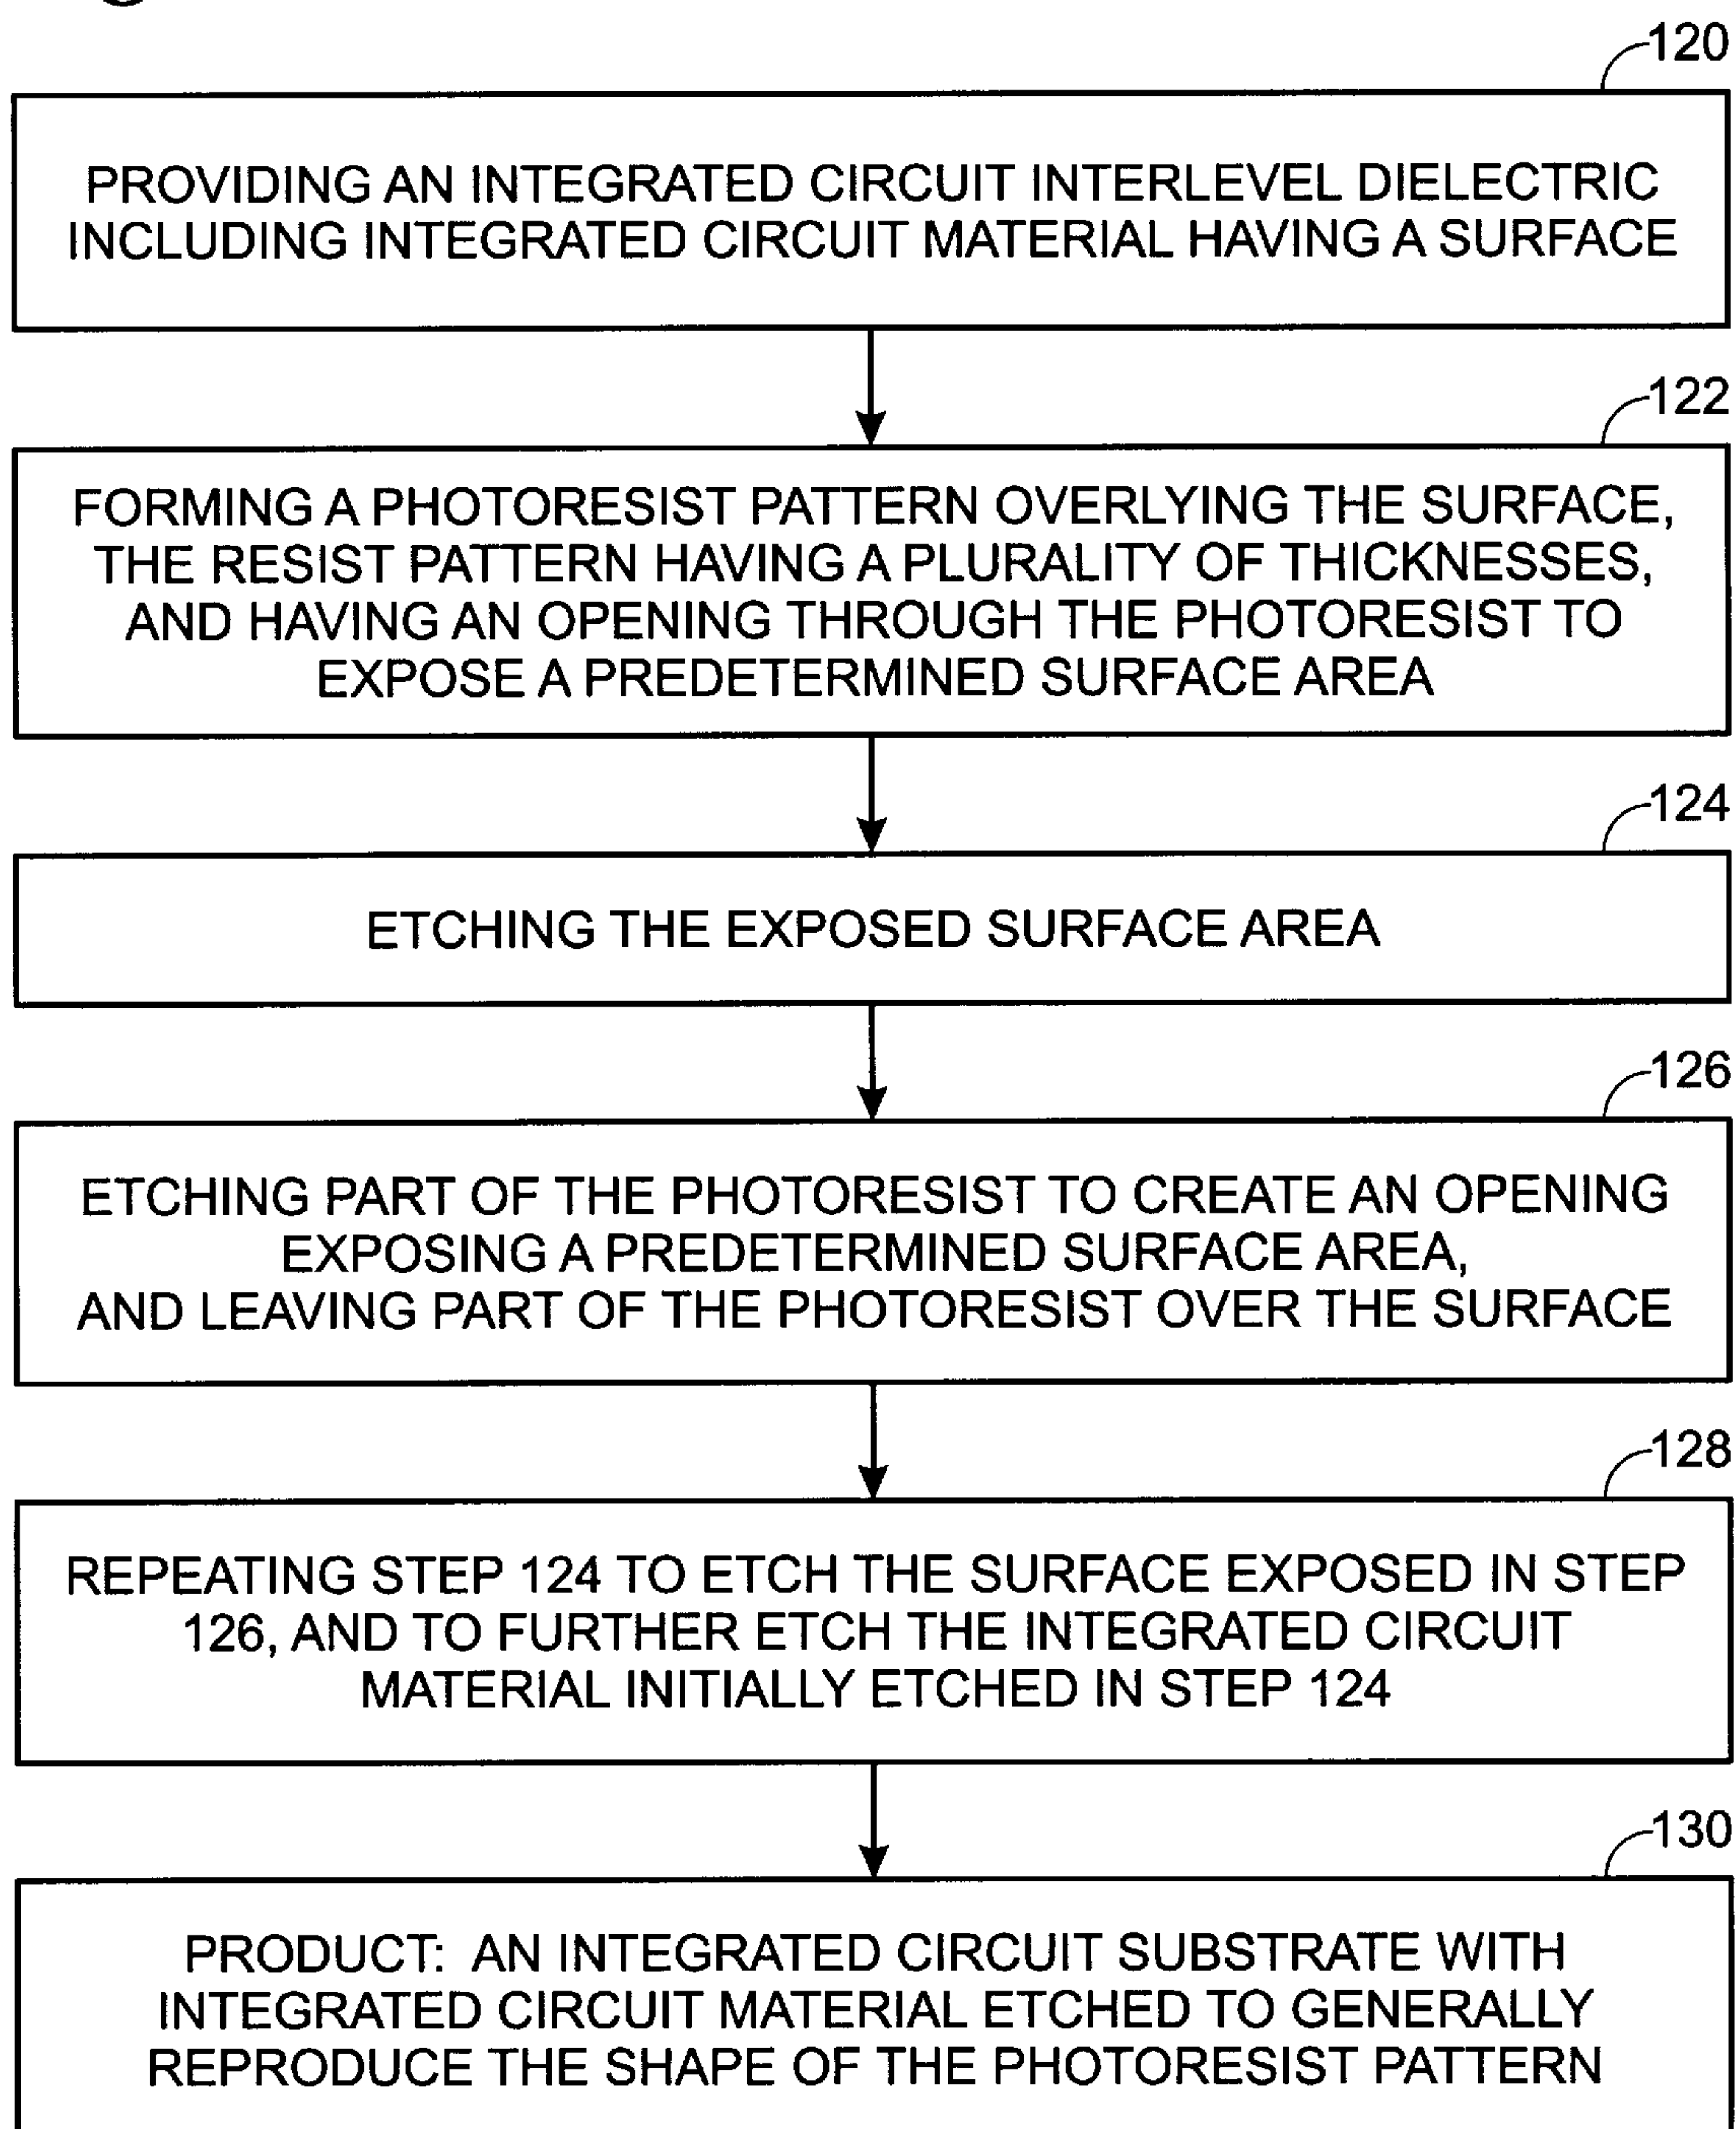 120
PROVIDING AN INTEGRATED CIRCUIT INTERLEVEL DIELECTRIC
INCLUDING INTEGRATED CIRCUIT MATERIAL HAVING A SURFACE
122
FORMING A PHOTORESIST PATTERN OVERLYING THE SURFACE,
THE RESIST PATTERN HAVING A PLURALITY OF THICKNESSES,
AND HAVING AN OPENING THROUGH THE PHOTORESIST TO
EXPOSE A PREDETERMINED SURFACE AREA
124
ETCHING THE EXPOSED SURFACE AREA
126
ETCHING PART OF THE PHOTORESIST TO CREATE AN OPENING
EXPOSING A PREDETERMINED SURFACE AREA,
AND LEAVING PART OF THE PHOTORESIST OVER THE SURFACE
128
REPEATING STEP 124 TO ETCH THE SURFACE EXPOSED IN STEP
126, AND TO FURTHER ETCH THE INTEGRATED CIRCUIT
MATERIAL INITIALLY ETCHED IN STEP 124
130
PRODUCT: AN INTEGRATED CIRCUIT SUBSTRATE WITH
INTEGRATED CIRCUIT MATERIAL ETCHED TO GENERALLY
REPRODUCE THE SHAPE OF THE PHOTORESIST PATTERN